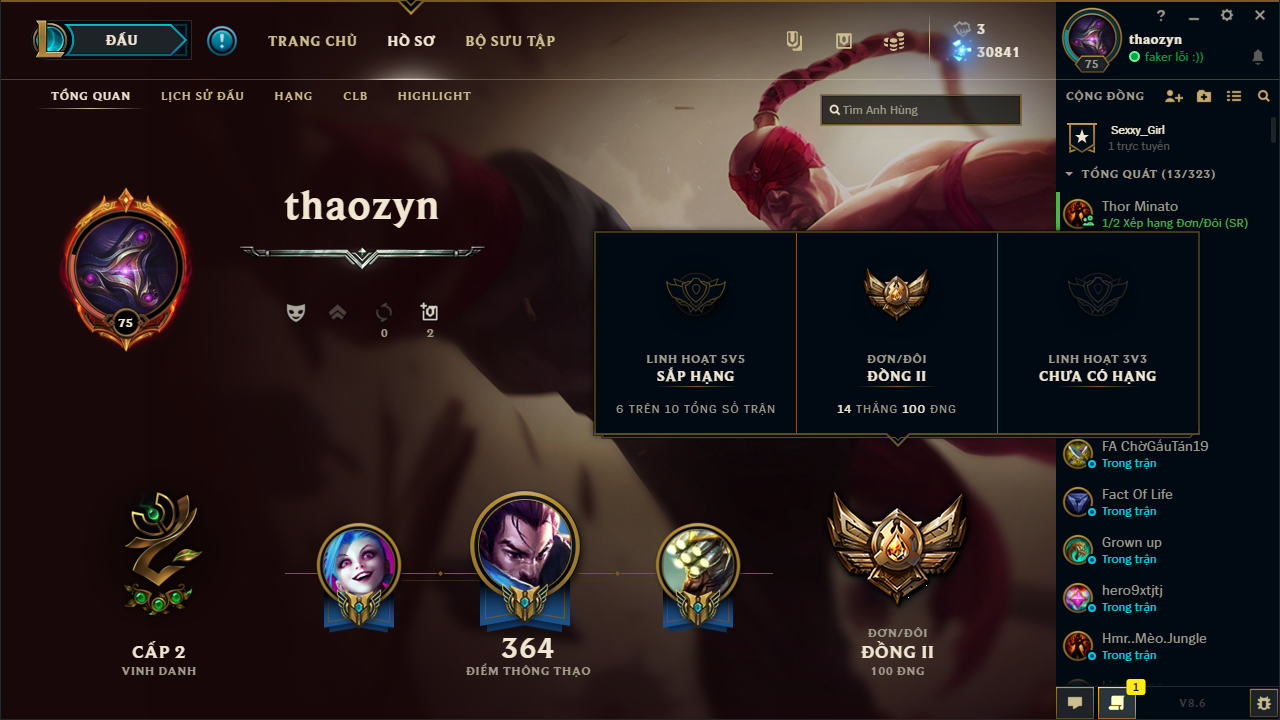 ĐẤU
TRANG CHỦ
HỒ SƠ
BỘ SƯU TẬP
3
30841
?
thaozyn
faker lỏi :))
75
TỔNG QUAN
LỊCH SỬ ĐẤU
HẠNG
CLB
HIGHLIGHT
Tìm Anh Hùng
CỘNG ĐỒNG
Sexxy_Girl
1 trực tuyến
TỔNG QUÁT (13/323)
Thor Minato
1/2 Xếp hạng Đơn/Đôi (SR)
thaozyn
75
0
2
LINH HOẠT 5V5
SẮP HẠNG
6 TRÊN 10 TỔNG SỐ TRẬN
ĐƠN/ĐÔI
ĐỒNG II
14 THẮNG 100 ĐNG
LINH HOẠT 3V3
CHƯA CÓ HẠNG
FA ChờGấuTán19
Trong trận
Fact Of Life
Trong trận
Grown up
Trong trận
hero9xtjtj
Trong trận
Hmr..Mèo.Jungle
Trong trận
CẤP 2
VINH DANH
364
ĐIỂM THÔNG THẠO
ĐƠN/ĐÔI
ĐỒNG II
100 ĐNG
1
V8.6